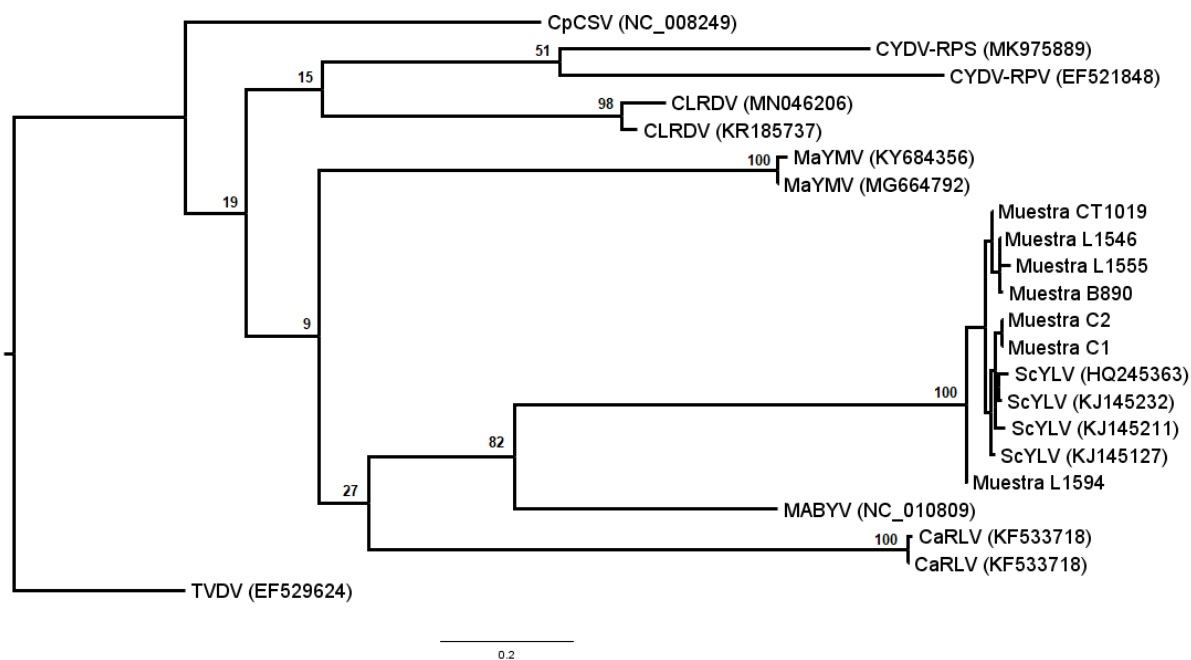 CpCSV (NC_008249)
CYDV-RPS (MK975889)
51
CYDV-RPV (EF521848)
15
CLRDV (MN046206)
98
CLRDV (KR185737)
MaYMV (KY684356)
100
MaYMV (MG664792)
19
Muestra CT1019
Muestra L1546
Muestra L1555
Muestra B890
Muestra C2
9
Muestra C1
ScYLV (HQ245363)
100
ScYLV (KJ145232)
ScYLV (KJ145211)
82
ScYLV (KJ145127)
Muestra L1594
27
MABYV (NC_010809)
CaRLV (KF533718)
100
CaRLV (KF533718)
TVDV (EF529624)
0.2